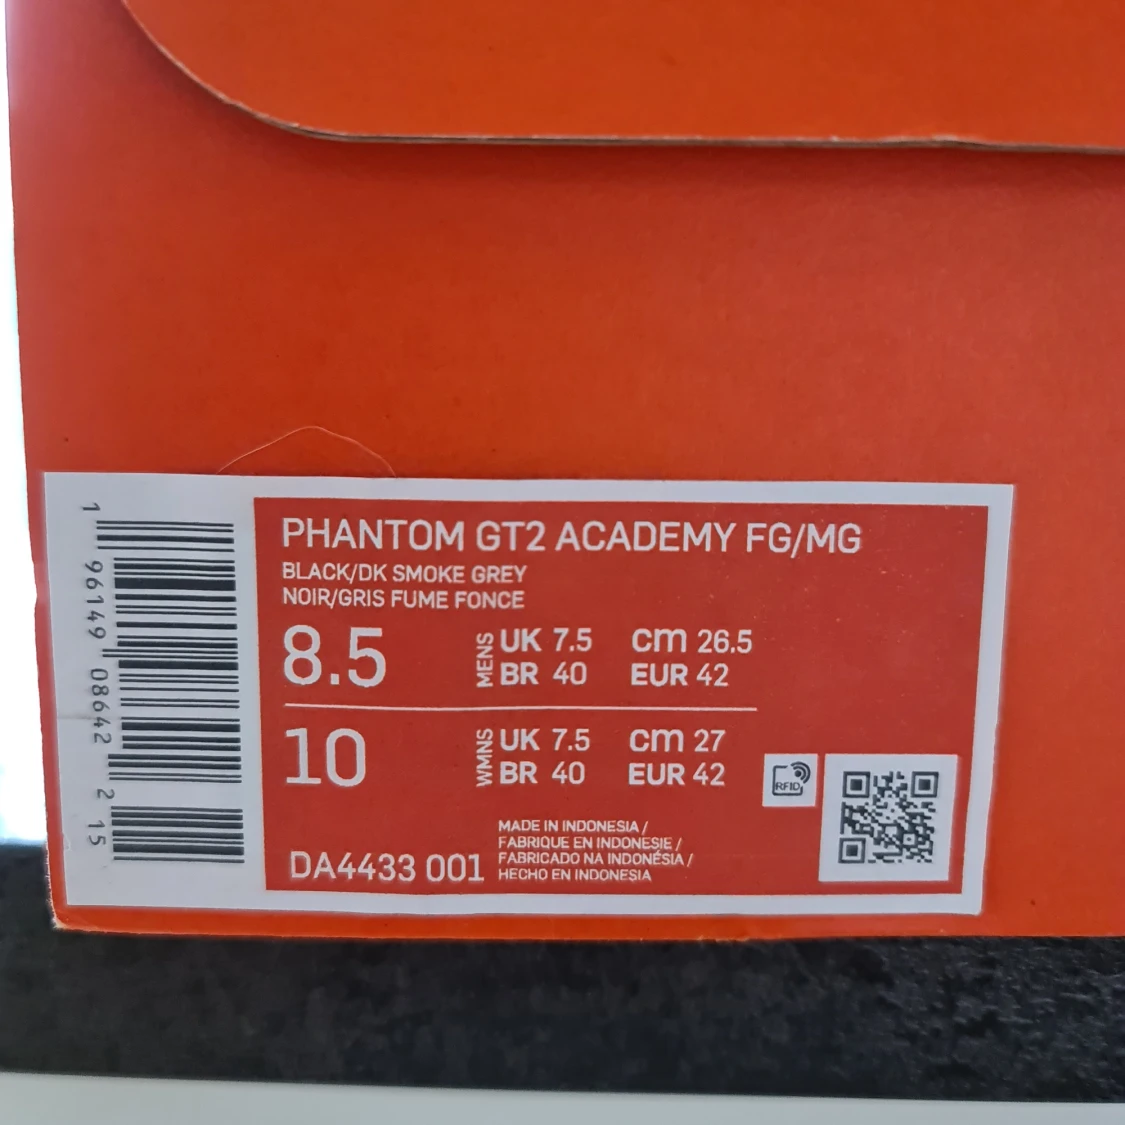 PHANTOM GT2 ACADEMY FG/MG
BLACK/DK SMOKE GREY
NOIR/GRIS FUME FONCE
8.5 MENS UK 7.5 cm 26.5
BR 40 EUR 42
10 WMNS UK 7.5 cm 27
BR 40 EUR 42
RFID
MADE IN INDONESIA /
FABRIQUE EN INDONESIE /
FABRICADO NA INDONÉSIA /
HECHO EN INDONESIA
DA4433 001
1 96149 08642 2 15